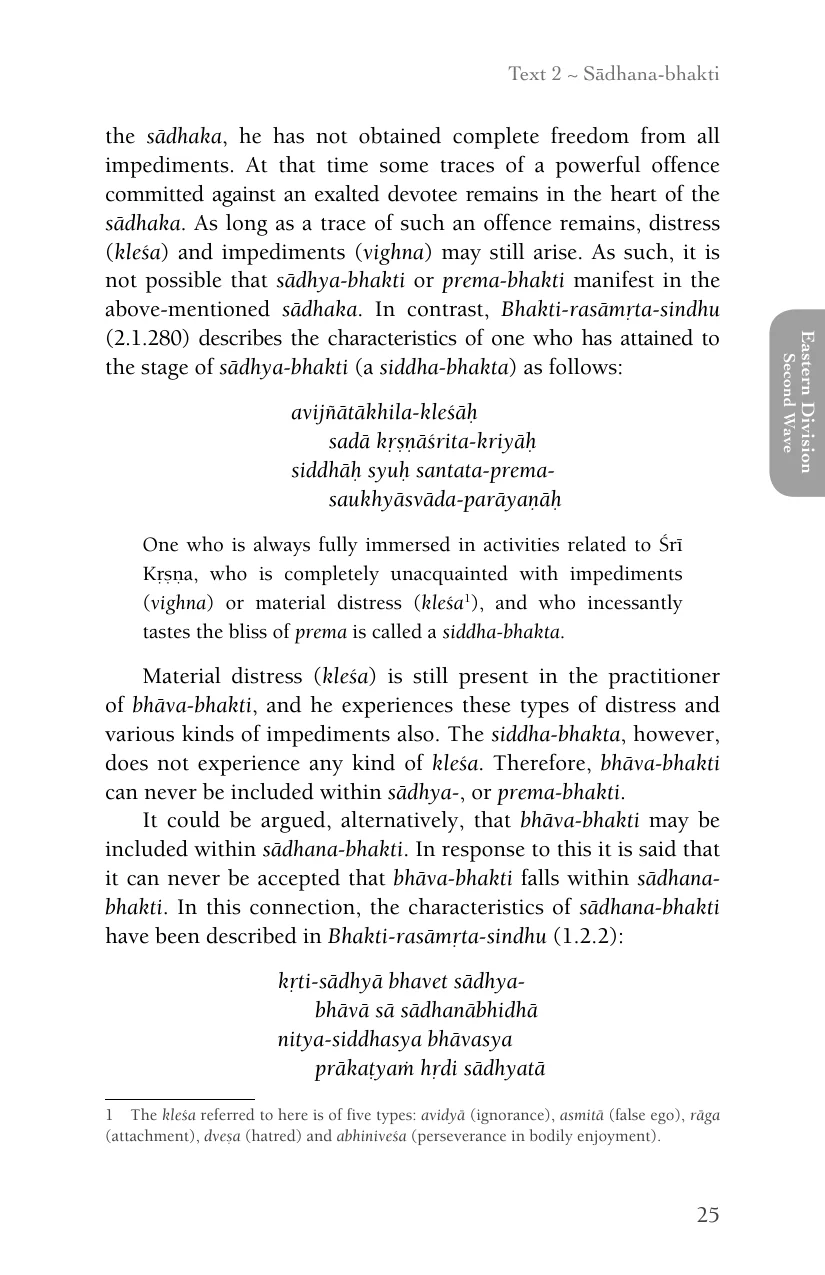 Text 2 ~ Sādhana-bhakti
the sādhaka, he has not obtained complete freedom from all
impediments. At that time some traces of a powerful offence
committed against an exalted devotee remains in the heart of the
sādhaka. As long as a trace of such an offence remains, distress
(kleśa) and impediments (vighna) may still arise. As such, it is
not possible that sādhya-bhakti or prema-bhakti manifest in the
above-mentioned sādhaka. In contrast, Bhakti-rasāmṛta-sindhu
(2.1.280) describes the characteristics of one who has attained to
the stage of sādhya-bhakti (a siddha-bhakta) as follows:
avijñātākhila-kleśāḥ
sadā kṛṣṇāśrita-kriyāḥ
siddhāḥ syuḥ santata-prema-
saukhyāsvāda-parāyaṇāḥ
One who is always fully immersed in activities related to Śrī
Kṛṣṇa, who is completely unacquainted with impediments
(vighna) or material distress (kleśa1), and who incessantly
tastes the bliss of prema is called a siddha-bhakta.
Material distress (kleśa) is still present in the practitioner
of bhāva-bhakti, and he experiences these types of distress and
various kinds of impediments also. The siddha-bhakta, however,
does not experience any kind of kleśa. Therefore, bhāva-bhakti
can never be included within sādhya-, or prema-bhakti.
It could be argued, alternatively, that bhāva-bhakti may be
included within sādhana-bhakti. In response to this it is said that
it can never be accepted that bhāva-bhakti falls within sādhana-
bhakti. In this connection, the characteristics of sādhana-bhakti
have been described in Bhakti-rasāmṛta-sindhu (1.2.2):
kṛti-sādhyā bhavet sādhya-
bhāvā sā sādhanābhidhā
nitya-siddhasya bhāvasya
prākaṭyaṁ hṛdi sādhyatā
1 The kleśa referred to here is of five types: avidyā (ignorance), asmitā (false ego), rāga
(attachment), dveṣa (hatred) and abhiniveśa (perseverance in bodily enjoyment).
25
Eastern Division
Second Wave